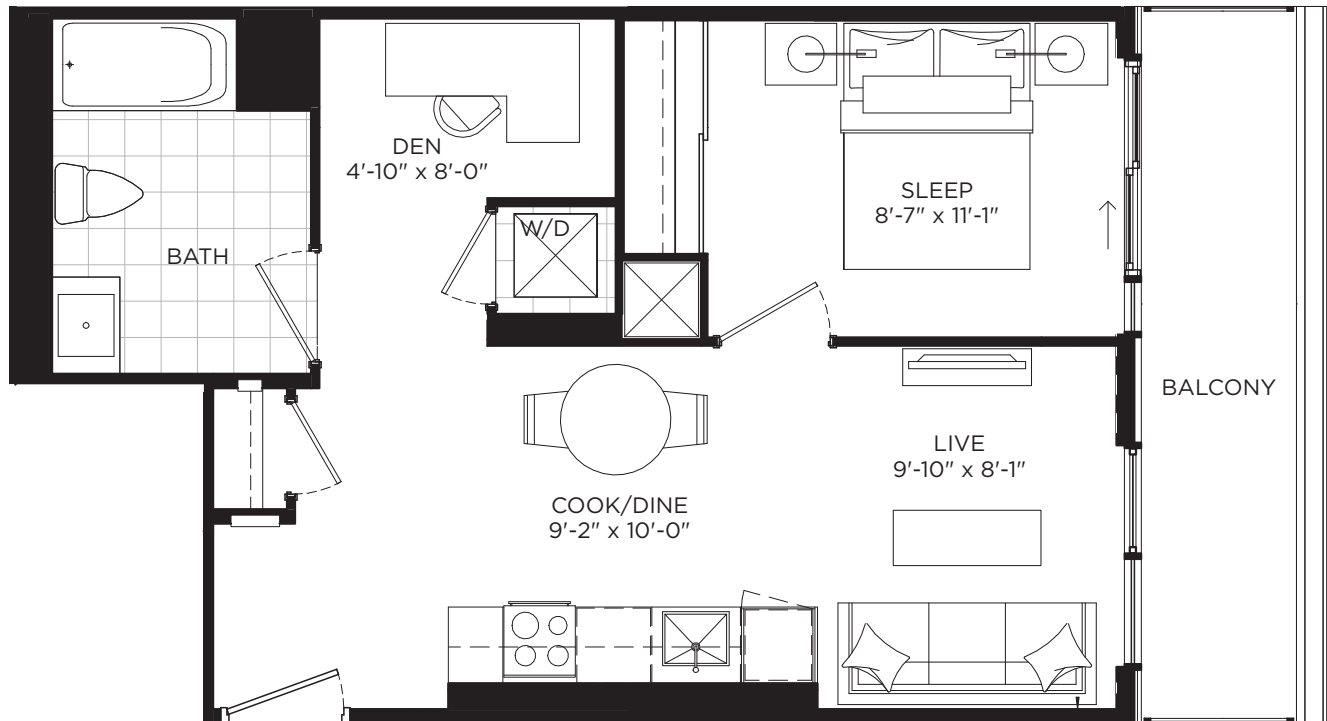 DEN
4'-10" x 8'-0"
SLEEP
8'-7" x 11'-1"
W/D
BATH
BALCONY
LIVE
9'-10" x 8'-1"
COOK/DINE
9'-2" x 10'-0"